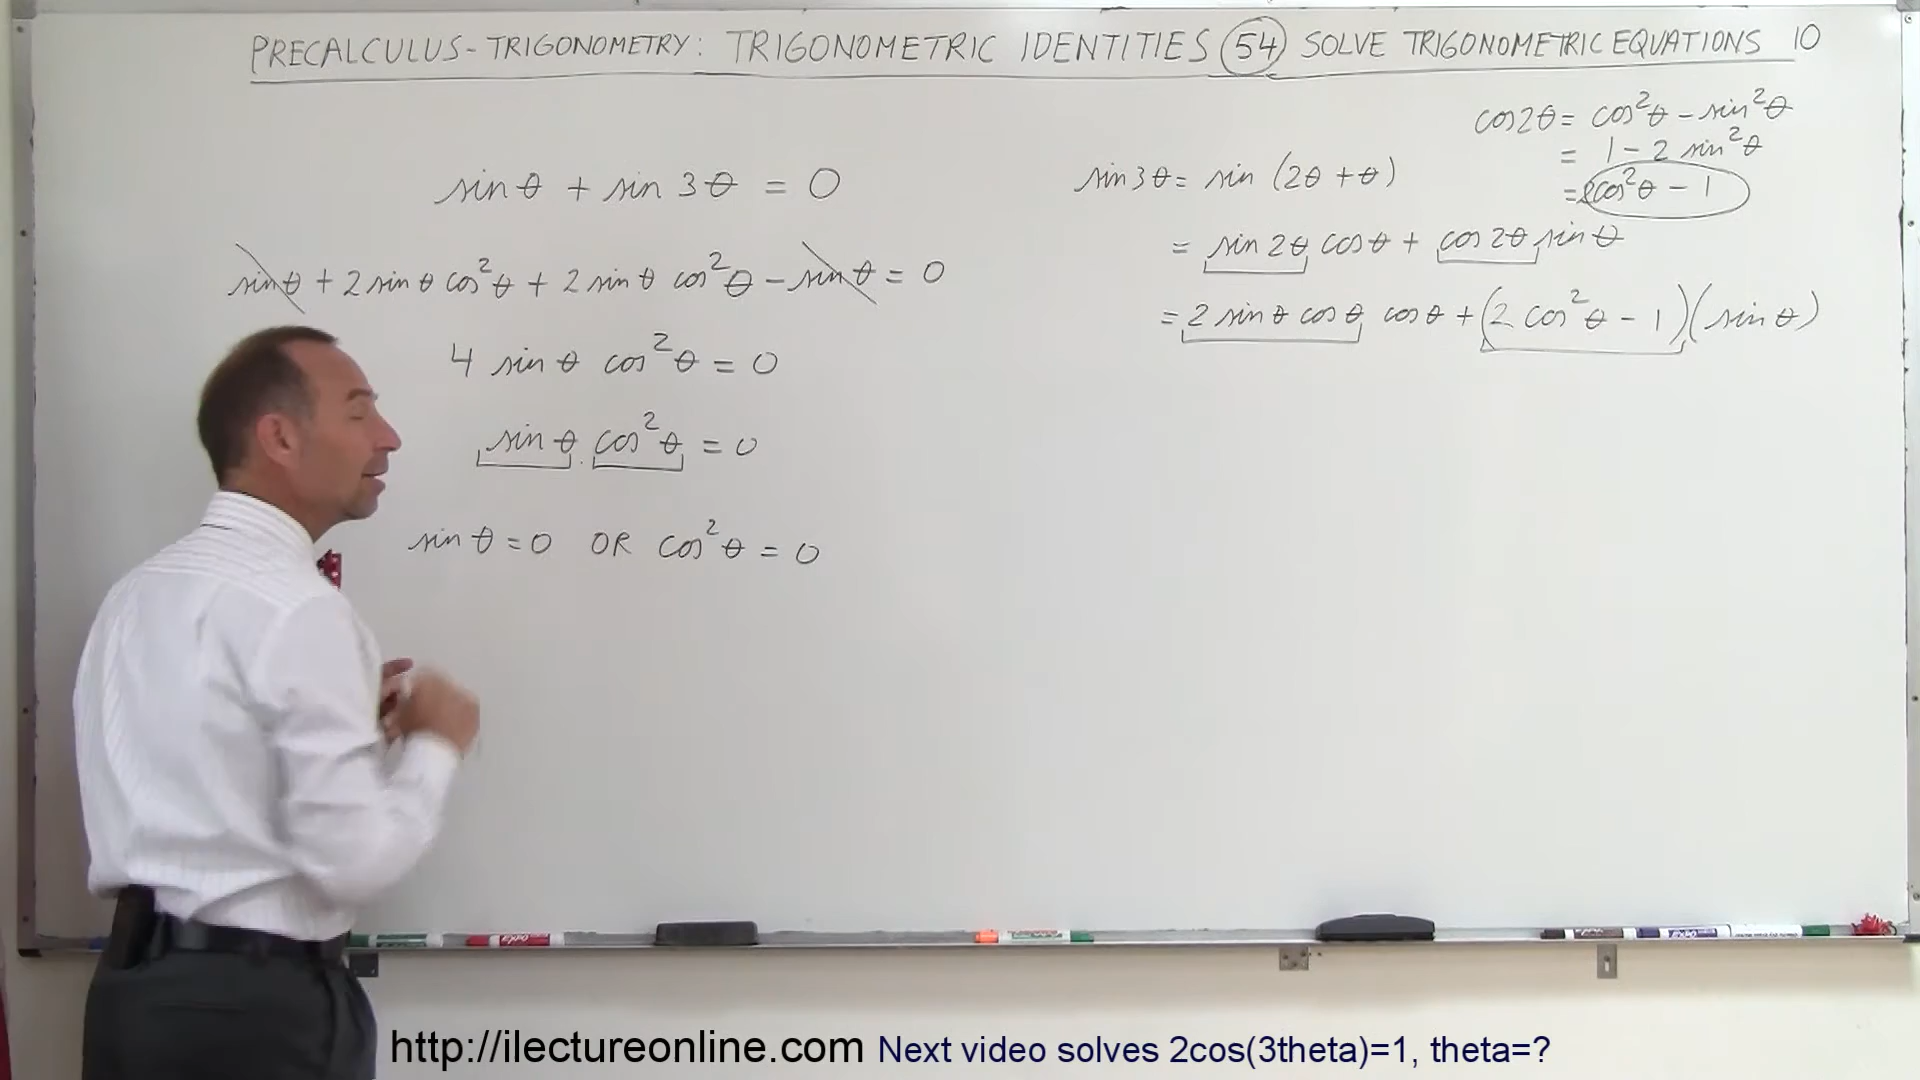 PRECALCULUS - TRIGONOMETRY: TRIGONOMETRIC IDENTITIES 54 SOLVE TRIGONOMETRIC EQUATIONS 10
sin θ + sin 3θ = 0
sin θ + 2 sin θ cos²θ + 2 sin θ cos²θ - sin θ = 0
4 sin θ cos²θ = 0
sin θ . cos²θ = 0
sin θ = 0 OR cos²θ = 0
cos2θ = cos²θ - sin²θ
= 1 - 2 sin²θ
= 2cos²θ - 1
sin3θ = sin (2θ + θ)
= sin 2θ cosθ + cos 2θ sin θ
= 2 sin θ cos θ cos θ + (2 cos²θ - 1)(sin θ)
http://ilectureonline.com Next video solves 2cos(3theta)=1, theta=?